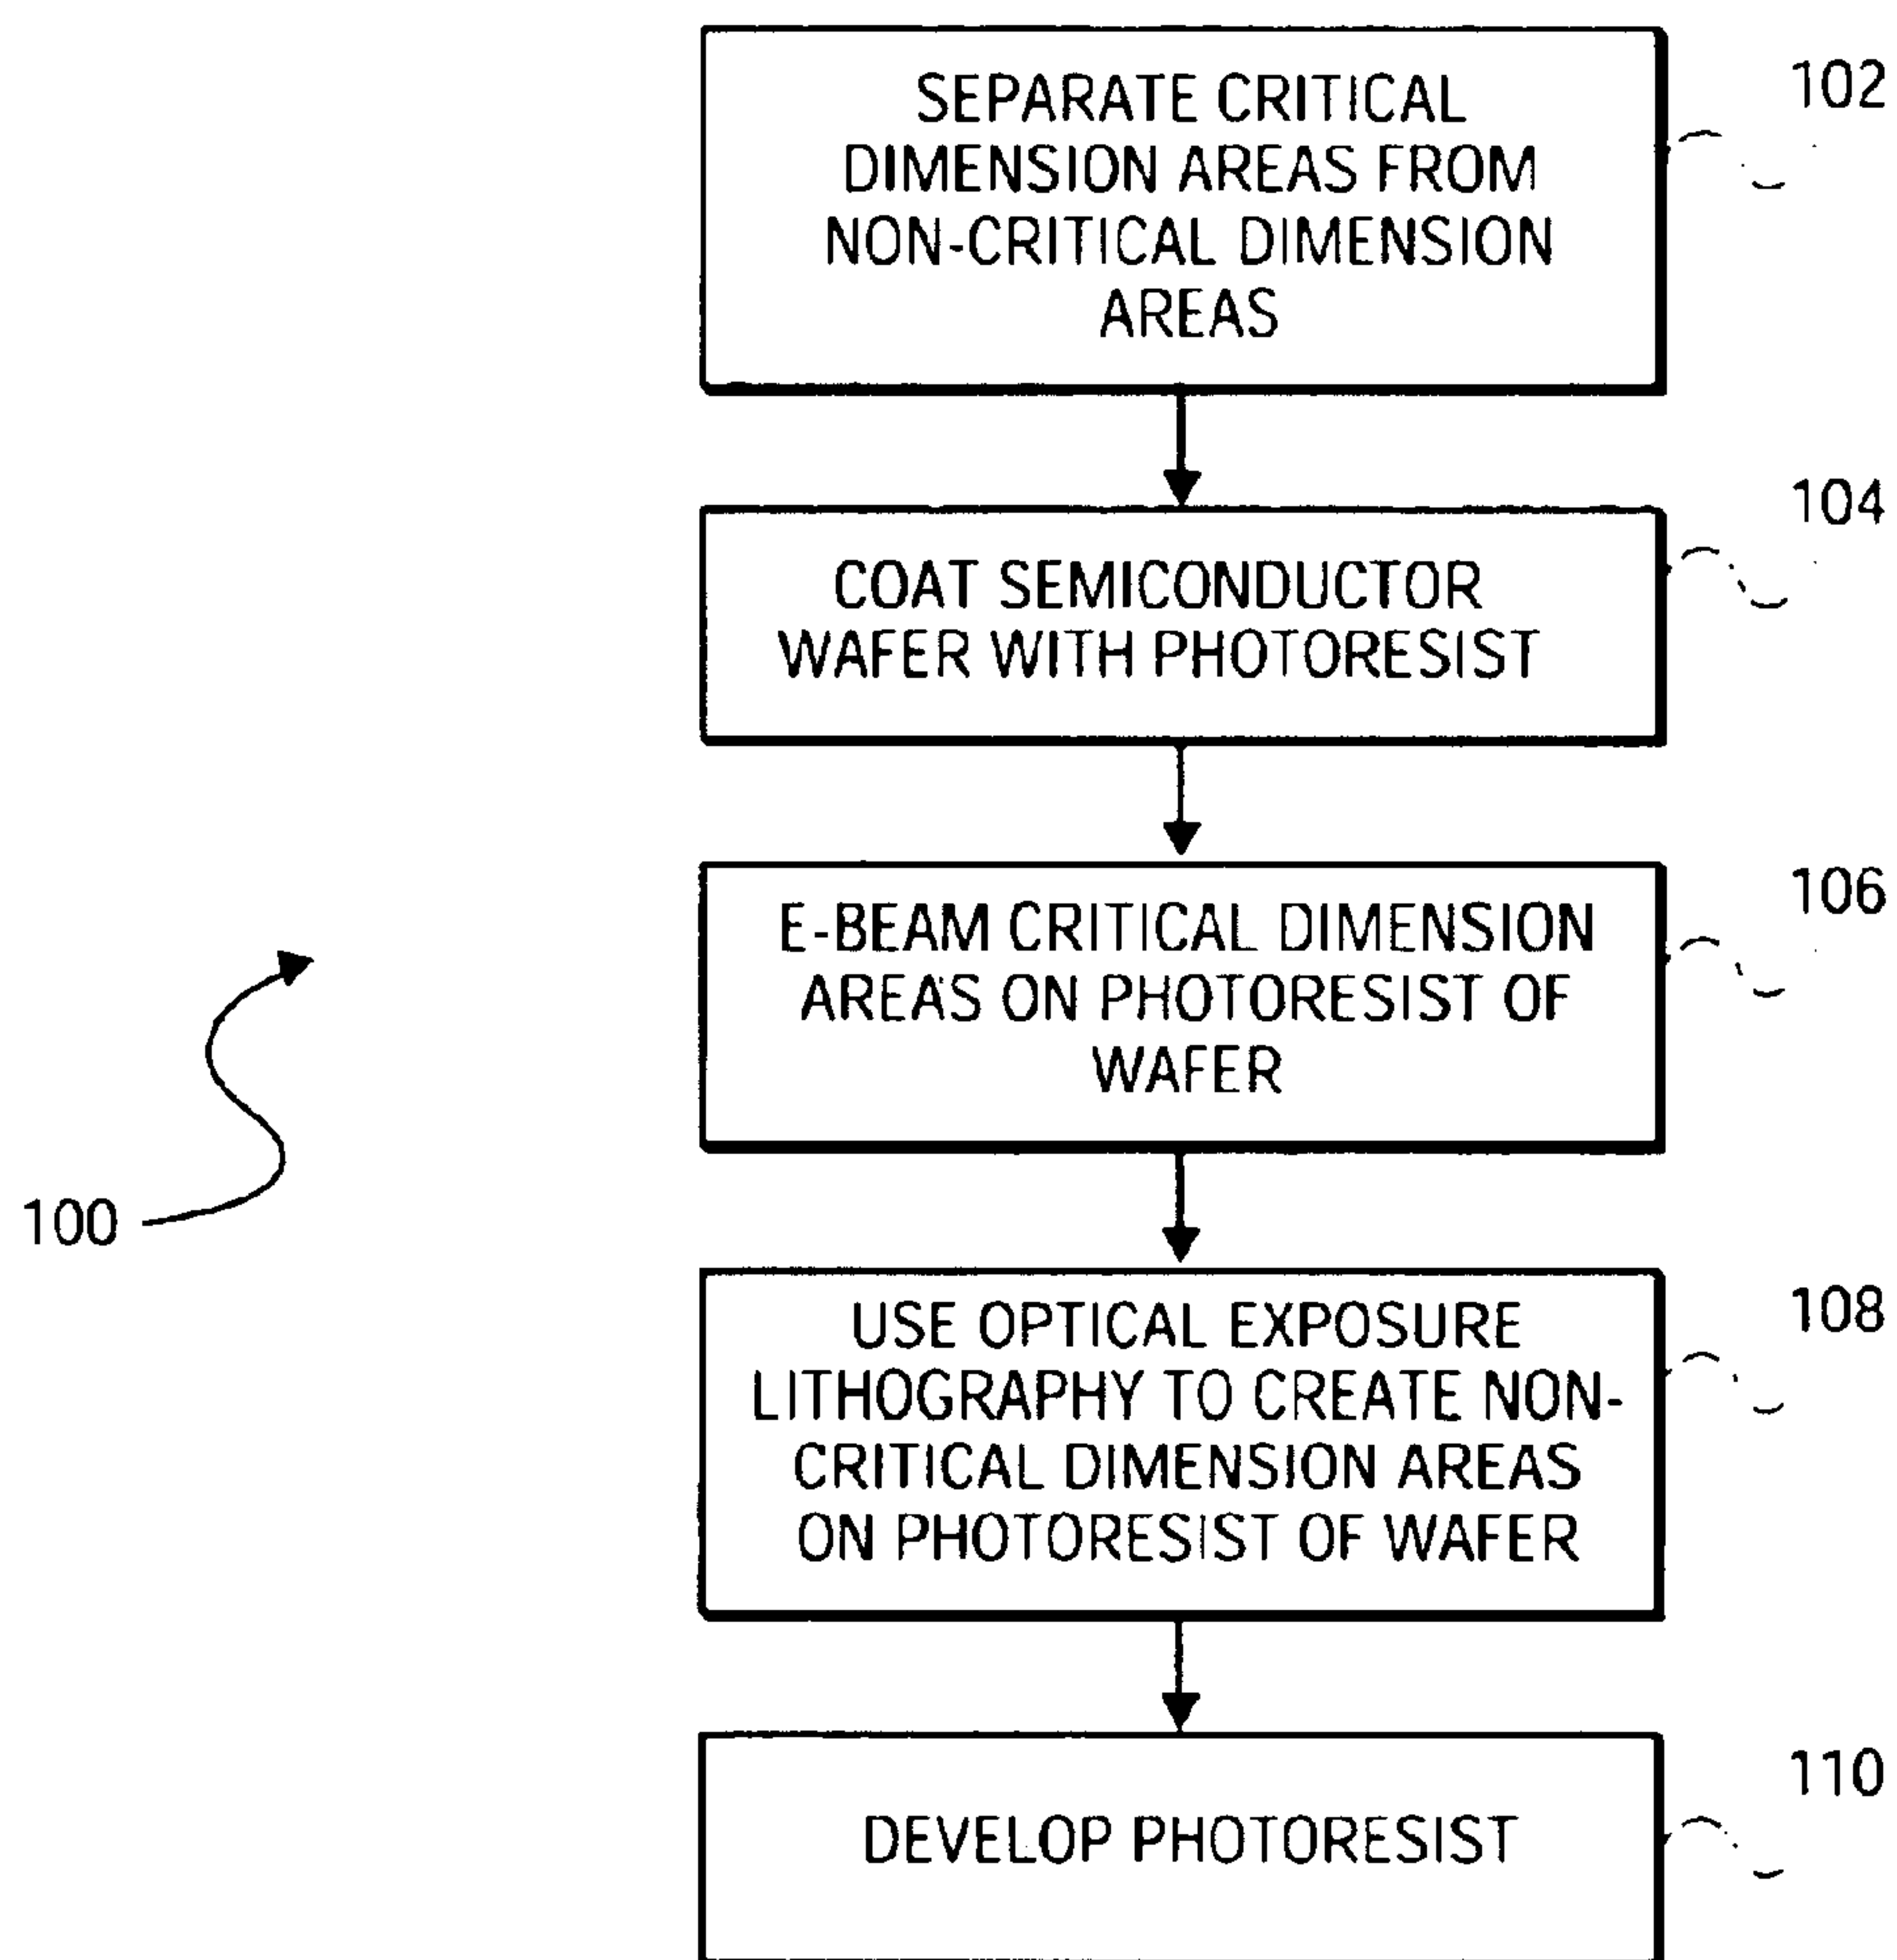 SEPARATE CRITICAL
DIMENSION AREAS FROM
NON-CRITICAL DIMENSION
AREAS
102
COAT SEMICONDUCTOR
WAFER WITH PHOTORESIST
104
E-BEAM CRITICAL DIMENSION
AREAS ON PHOTORESIST OF
WAFER
106
100
USE OPTICAL EXPOSURE
LITHOGRAPHY TO CREATE NON-
CRITICAL DIMENSION AREAS
ON PHOTORESIST OF WAFER
108
DEVELOP PHOTORESIST
110